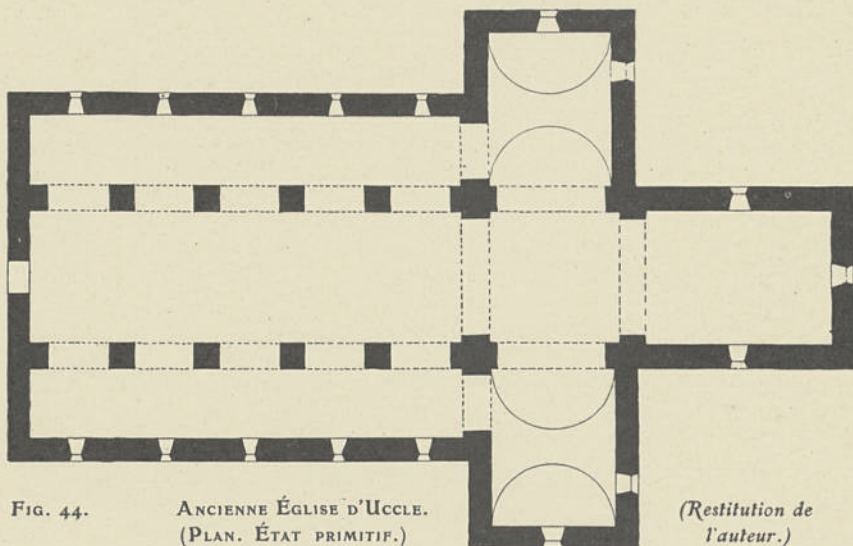 Fig. 44.
Ancienne Église d'Uccle.
(Plan. État primitif.)
(Restitution de
l'auteur.)